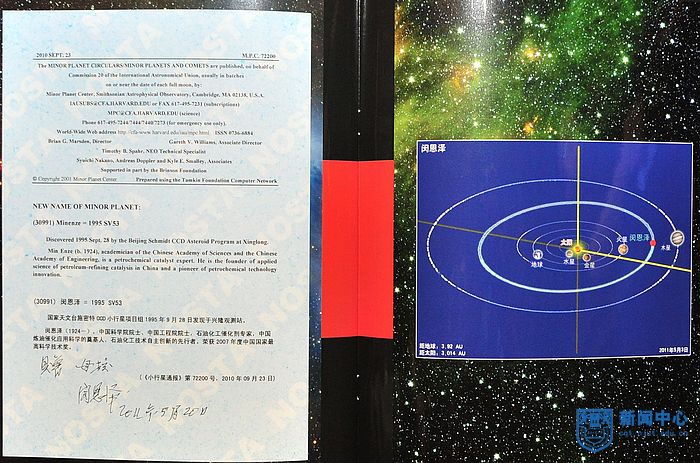 2010 SEPT. 23 M.P.C. 72200
The MINOR PLANET CIRCULARS/MINOR PLANETS AND COMETS are published, on behalf of
Commission 20 of the International Astronomical Union, usually in batches
on or near the date of each full moon, by:
Minor Planet Center, Smithsonian Astrophysical Observatory, Cambridge, MA 02138, U.S.A.
IAUSUBS@CFA.HARVARD.EDU or FAX 617-495-7231 (subscriptions)
MPC@CFA.HARVARD.EDU (science)
Phone 617-495-7244/7444/7440/7273 (for emergency use only).
World-Wide Web address http://cfa-www.harvard.edu/iau/mpc.html ISSN 0736-6884
Brian G. Marsden, Director Gareth V. Williams, Associate Director
Timothy B. Spahr, NEO Technical Specialist
Syuichi Nakano, Andreas Doppler and Kyle E. Smalley, Associates
Supported in part by the Brinson Foundation
© Copyright 2001 Minor Planet Center Prepared using the Tamkin Foundation Computer Network
NEW NAME OF MINOR PLANET:
(30991) Minenze = 1995 SV53
Discovered 1995 Sept. 28 by the Beijing Schmidt CCD Asteroid Program at Xinglong.
Min Enze (b. 1924), academician of the Chinese Academy of Sciences and the Chinese
Academy of Engineering, is a petrochemical catalyst expert. He is the founder of applied
science of petroleum-refining catalysis in China and a pioneer of petrochemical technology
innovation.
(30991) 闵恩泽 = 1995 SV53
国家天文台施密特 CCD 小行星项目组 1995 年 9 月 28 日发现于兴隆观测站。
闵恩泽(1924—),中国科学院院士、中国工程院院士,石油化工催化剂专家,中国
炼油催化应用科学的奠基人,石油化工技术自主创新的先行者,荣获 2007 年度中国国家最
高科学技术奖。
(《小行星通报》第 72200 号,2010 年 09 月 23 日)
母校
闵恩泽
2011年5月20日
闵恩泽
闵恩泽
太阳
火星
木星
地球
水星
金星
距地球: 3.92 AU
距太阳: 3.014 AU
2011年5月3日
新闻中心